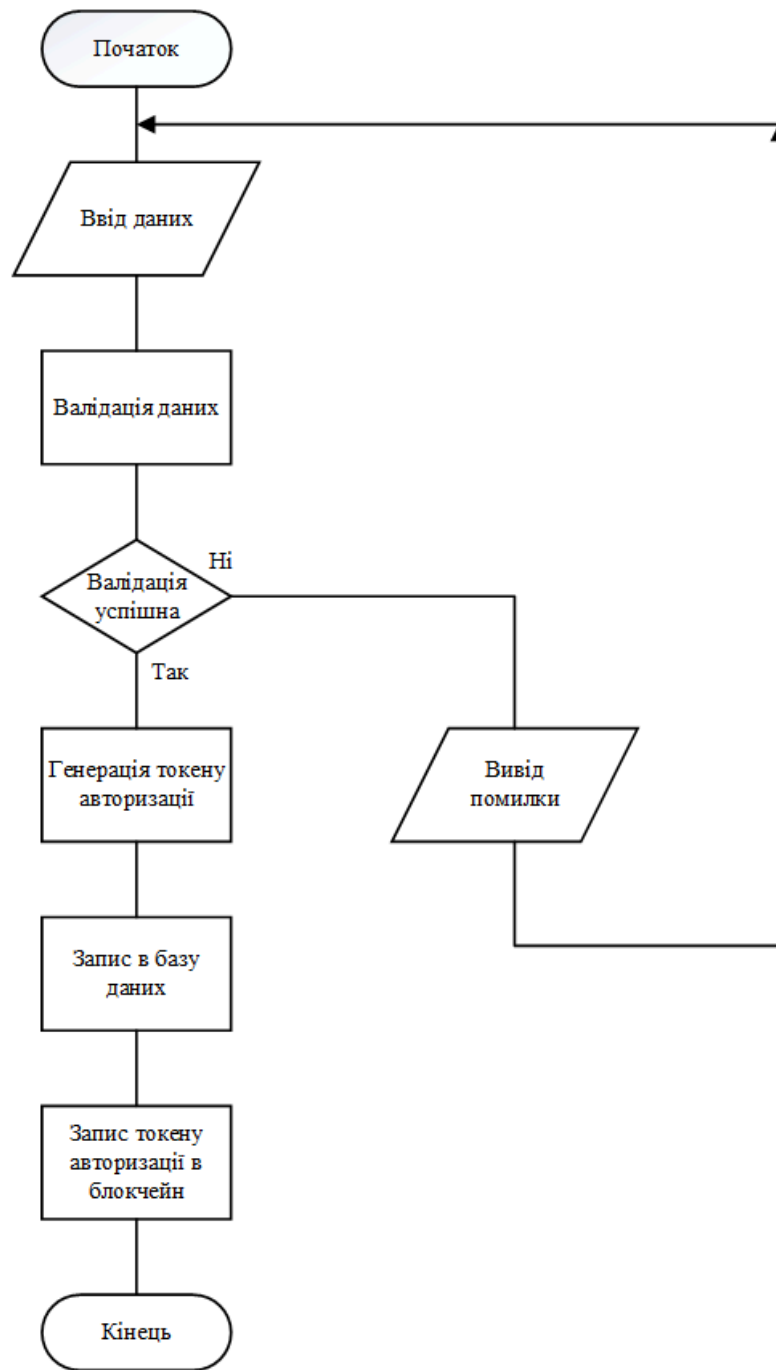 Початок
Ввід даних
Валідація даних
Валідація
успішна
Ні
Так
Генерація токену
авторизації
Вивід
помилки
Запис в базу
даних
Запис токену
авторизації в
блокчейн
Кінець